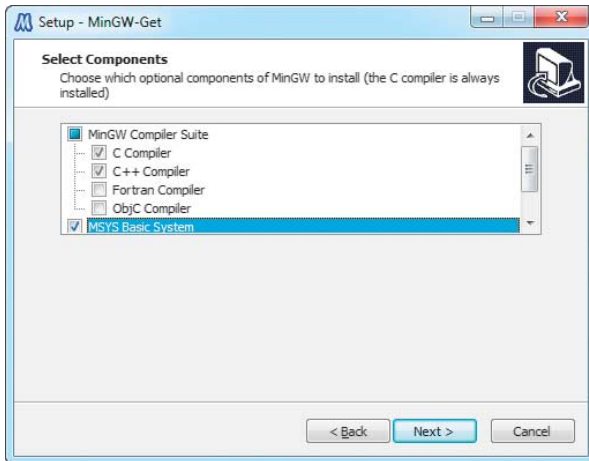 Setup - MinGW-Get
Select Components
Choose which optional components of MinGW to install (the C compiler is always
installed)
MinGW Compiler Suite
C Compiler
C++ Compiler
Fortran Compiler
ObjC Compiler
MSYS Basic System
< Back
Next >
Cancel